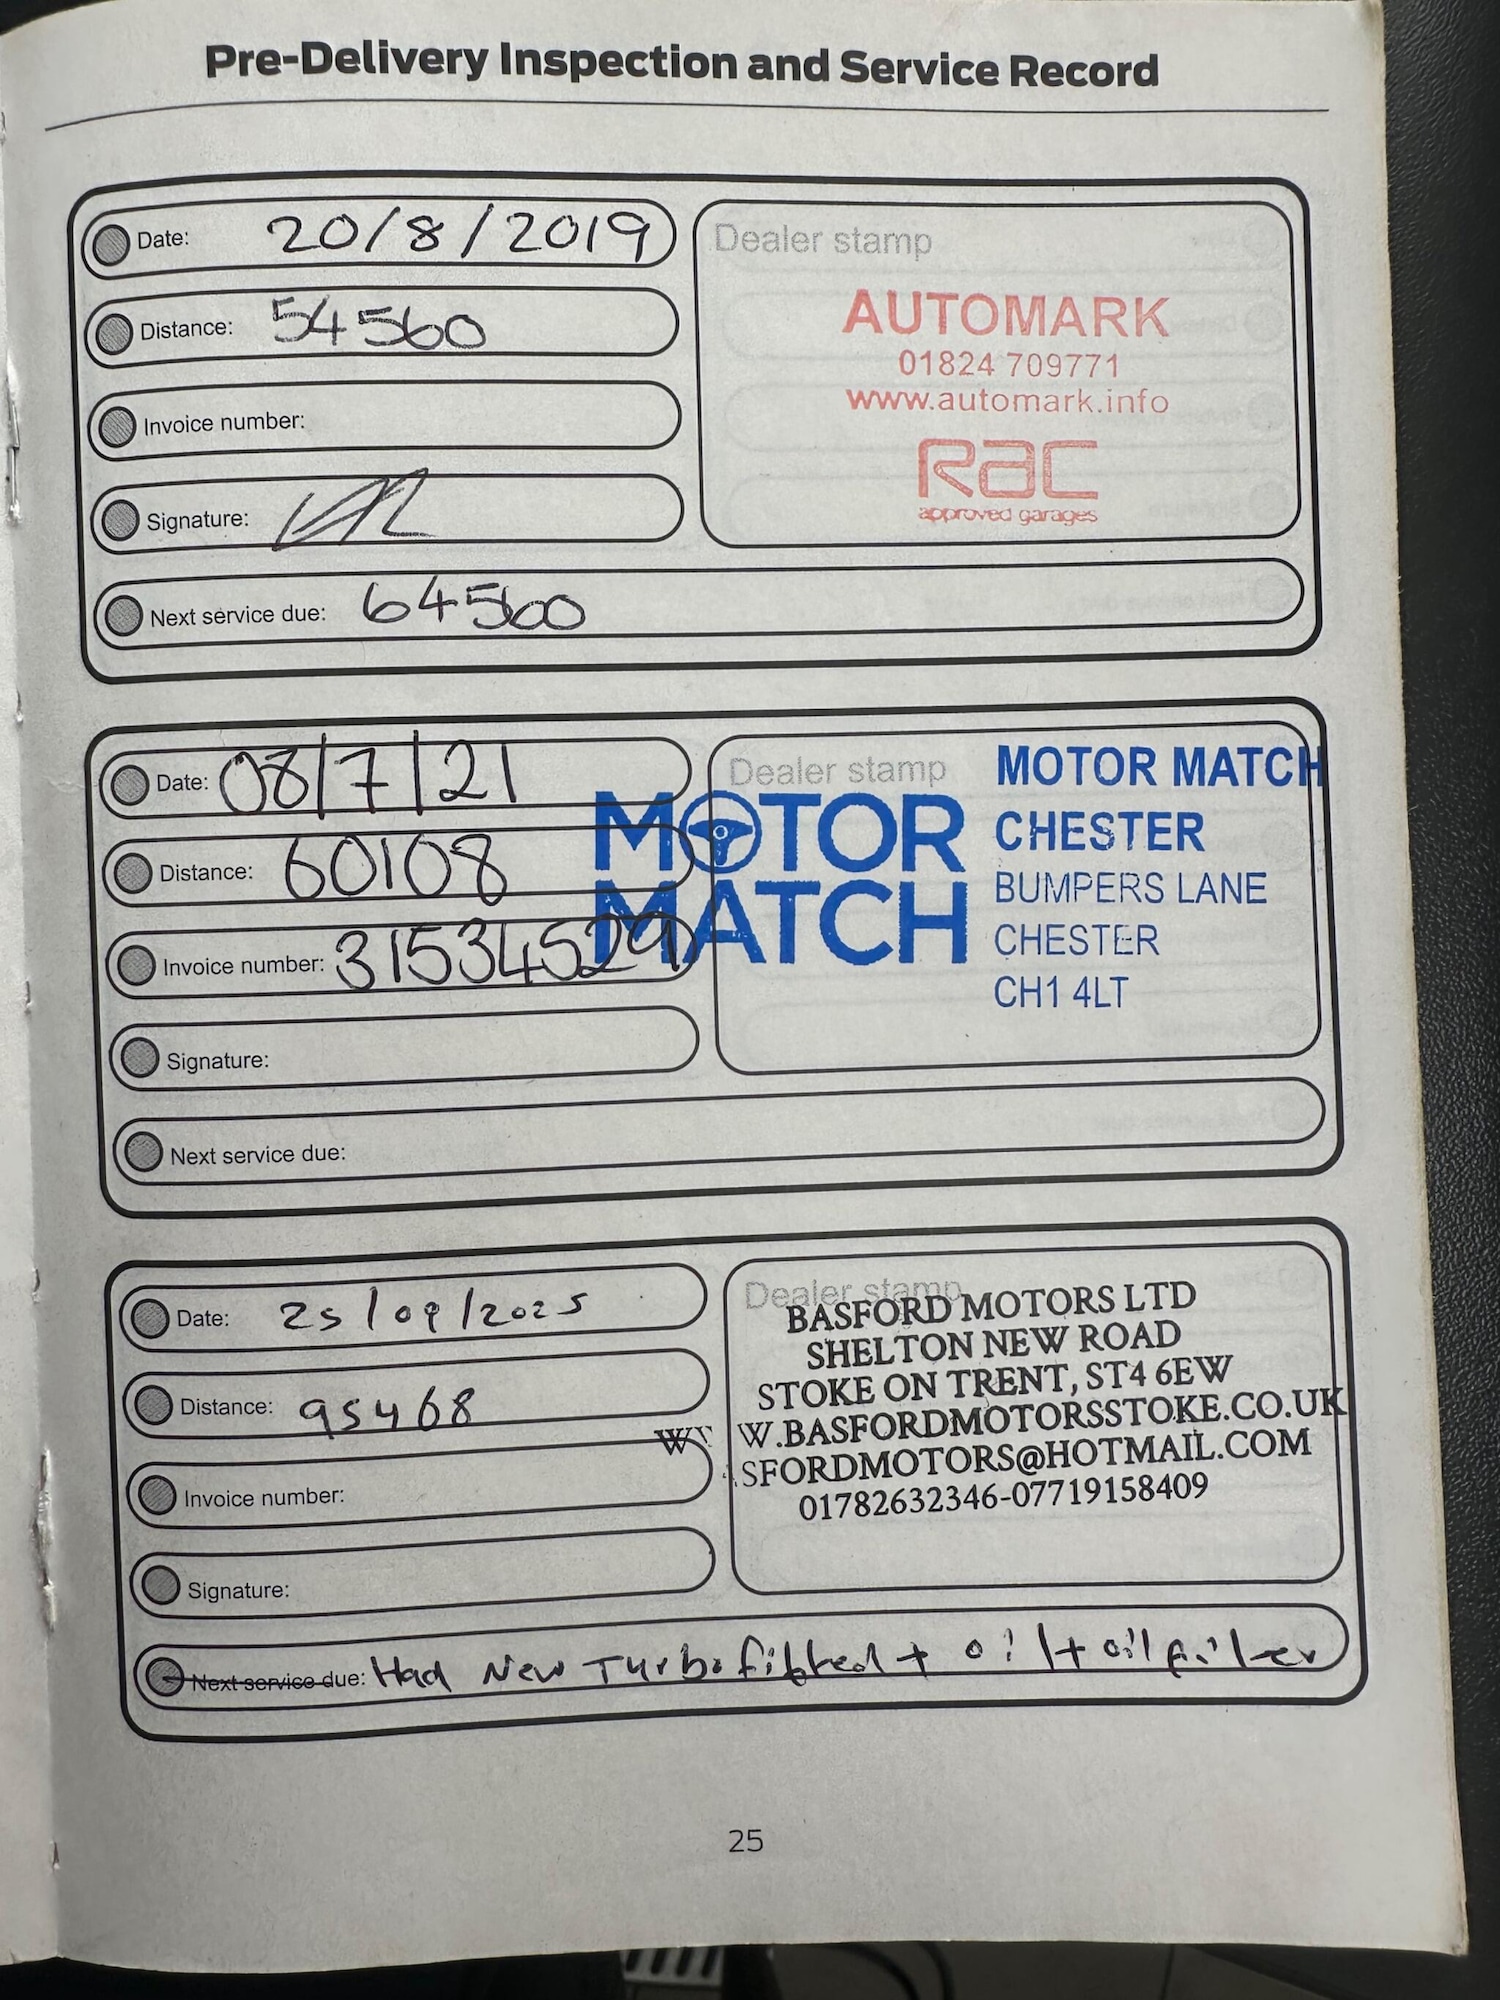 Pre-Delivery Inspection and Service Record
Date: 20/8/2019
Distance: 54560
Invoice number:
Signature:
Next service due: 64560
Dealer stamp
AUTOMARK
01824 709771
www.automark.info
RAC
approved garages
Date: 08/7/21
Distance: 60108
Invoice number: 31534529
Signature:
Next service due:
Dealer stamp
MOTOR
MATCH
MOTOR MATCH
CHESTER
BUMPERS LANE
CHESTER
CH1 4LT
Date: 25/09/2025
Distance: 95468
Invoice number:
Signature:
Next service due: Had New Turbo fitted + oil + oil filter
Dealer stamp
BASFORD MOTORS LTD
SHELTON NEW ROAD
STOKE ON TRENT, ST4 6EW
W.BASFORDMOTORSSTOKE.CO.UK
SFORDMOTORS@HOTMAIL.COM
01782632346-07719158409
25